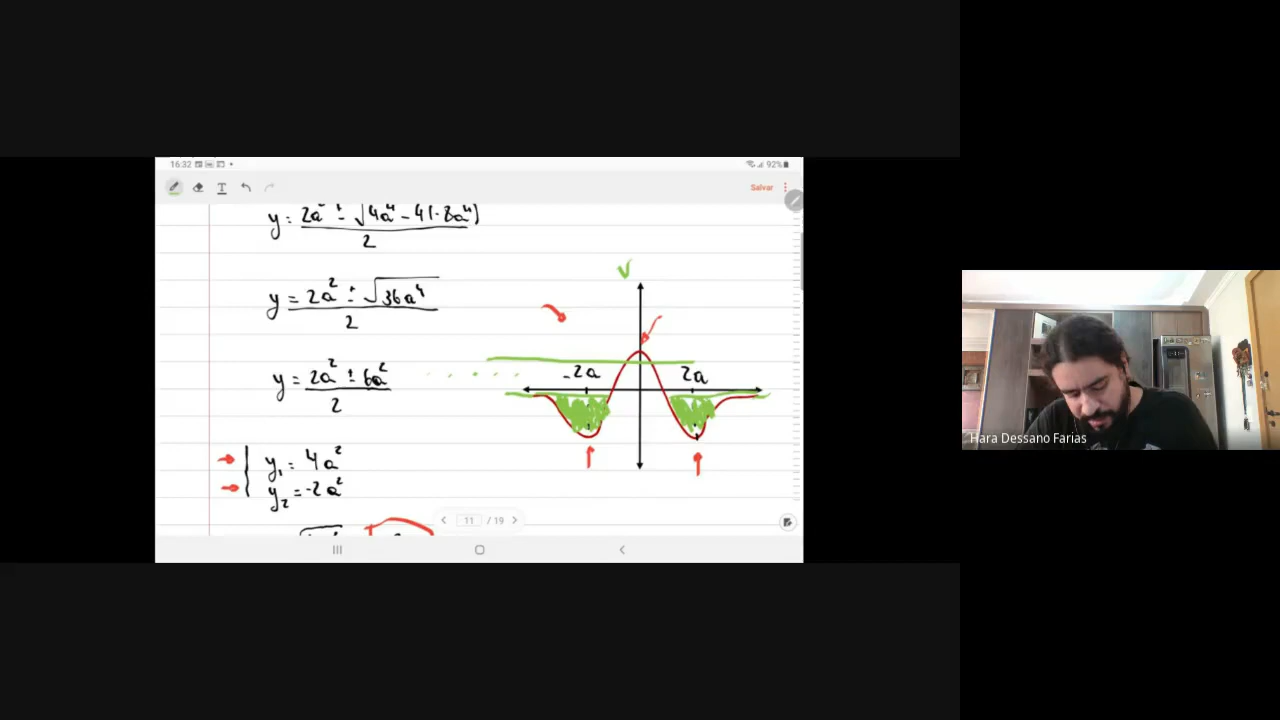 16:32
92%
T
Salvar
y = 2a² ± √4a⁴ - 4(-8a⁴)
2
y = 2a² ± √36a⁴
2
y = 2a² ± 6a²
2
y₁ = 4a²
y₂ = -2a²
V
-2a
2a
11 / 19
Hara Dessano Farias